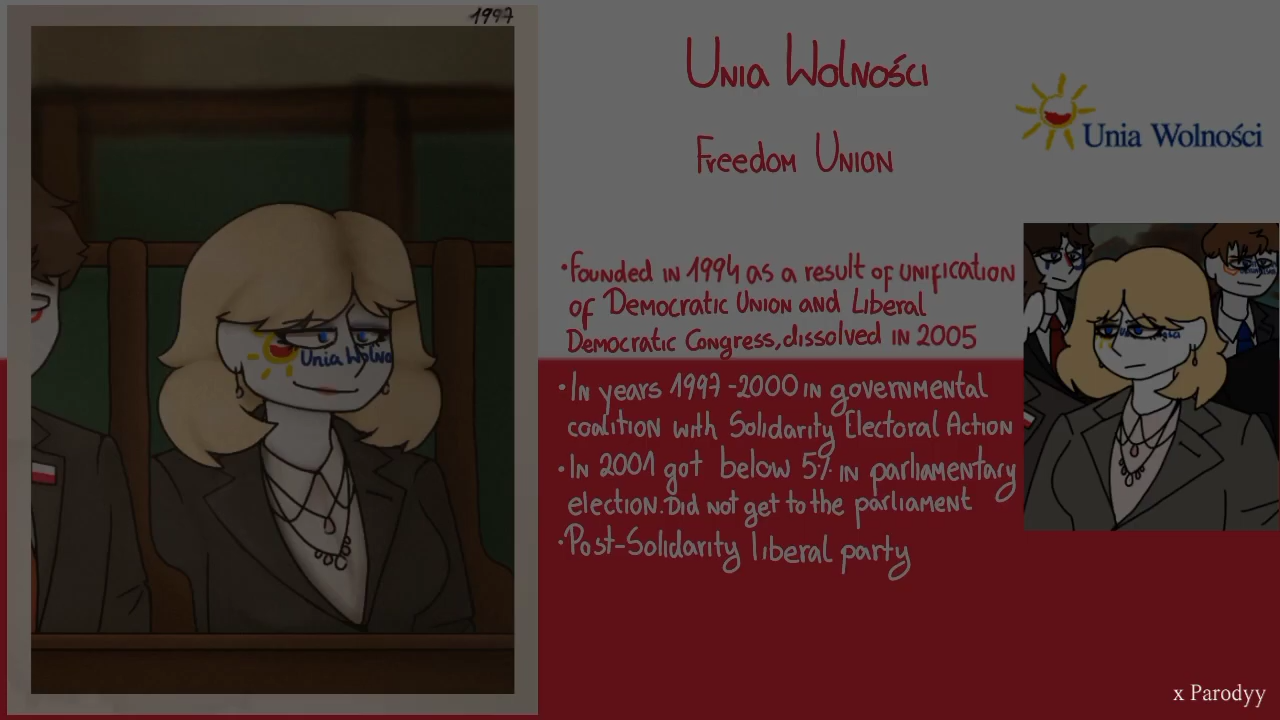 1997
Unia Wolności
Freedom Union
Unia Wolności
•Founded in 1994 as a result of unification
of Democratic Union and Liberal
Democratic Congress, dissolved in 2005
•In years 1997-2000 in governmental
coalition with Solidarity Electoral Action
•In 2001 got below 5% in parliamentary
election. Did not get to the parliament
•Post-Solidarity liberal party
Unia Wolno
x Parodyy